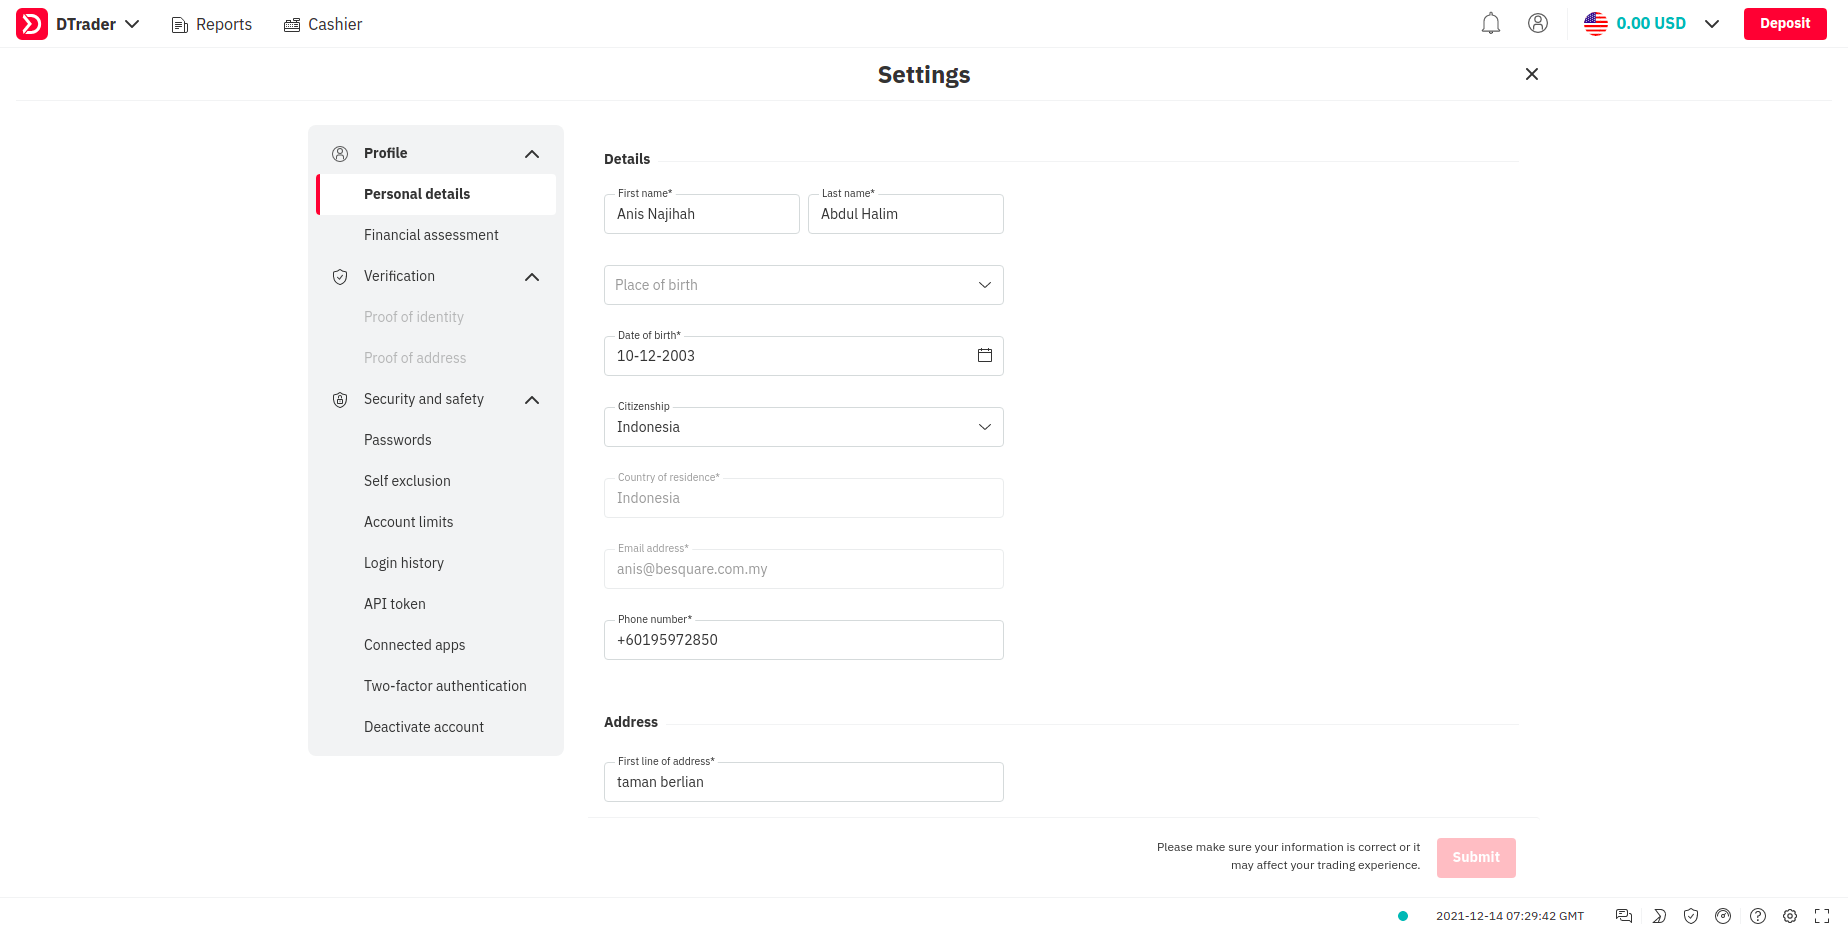 DTrader
Reports
Cashier
0.00 USD
Deposit
Settings
Profile
Personal details
Financial assessment
Verification
Proof of identity
Proof of address
Security and safety
Passwords
Self exclusion
Account limits
Login history
API token
Connected apps
Two-factor authentication
Deactivate account
Details
First name*
Anis Najihah
Last name*
Abdul Halim
Place of birth
Date of birth*
10-12-2003
Citizenship
Indonesia
Country of residence*
Indonesia
Email address*
anis@besquare.com.my
Phone number*
+60195972850
Address
First line of address*
taman berlian
Please make sure your information is correct or it
may affect your trading experience.
Submit
2021-12-14 07:29:42 GMT